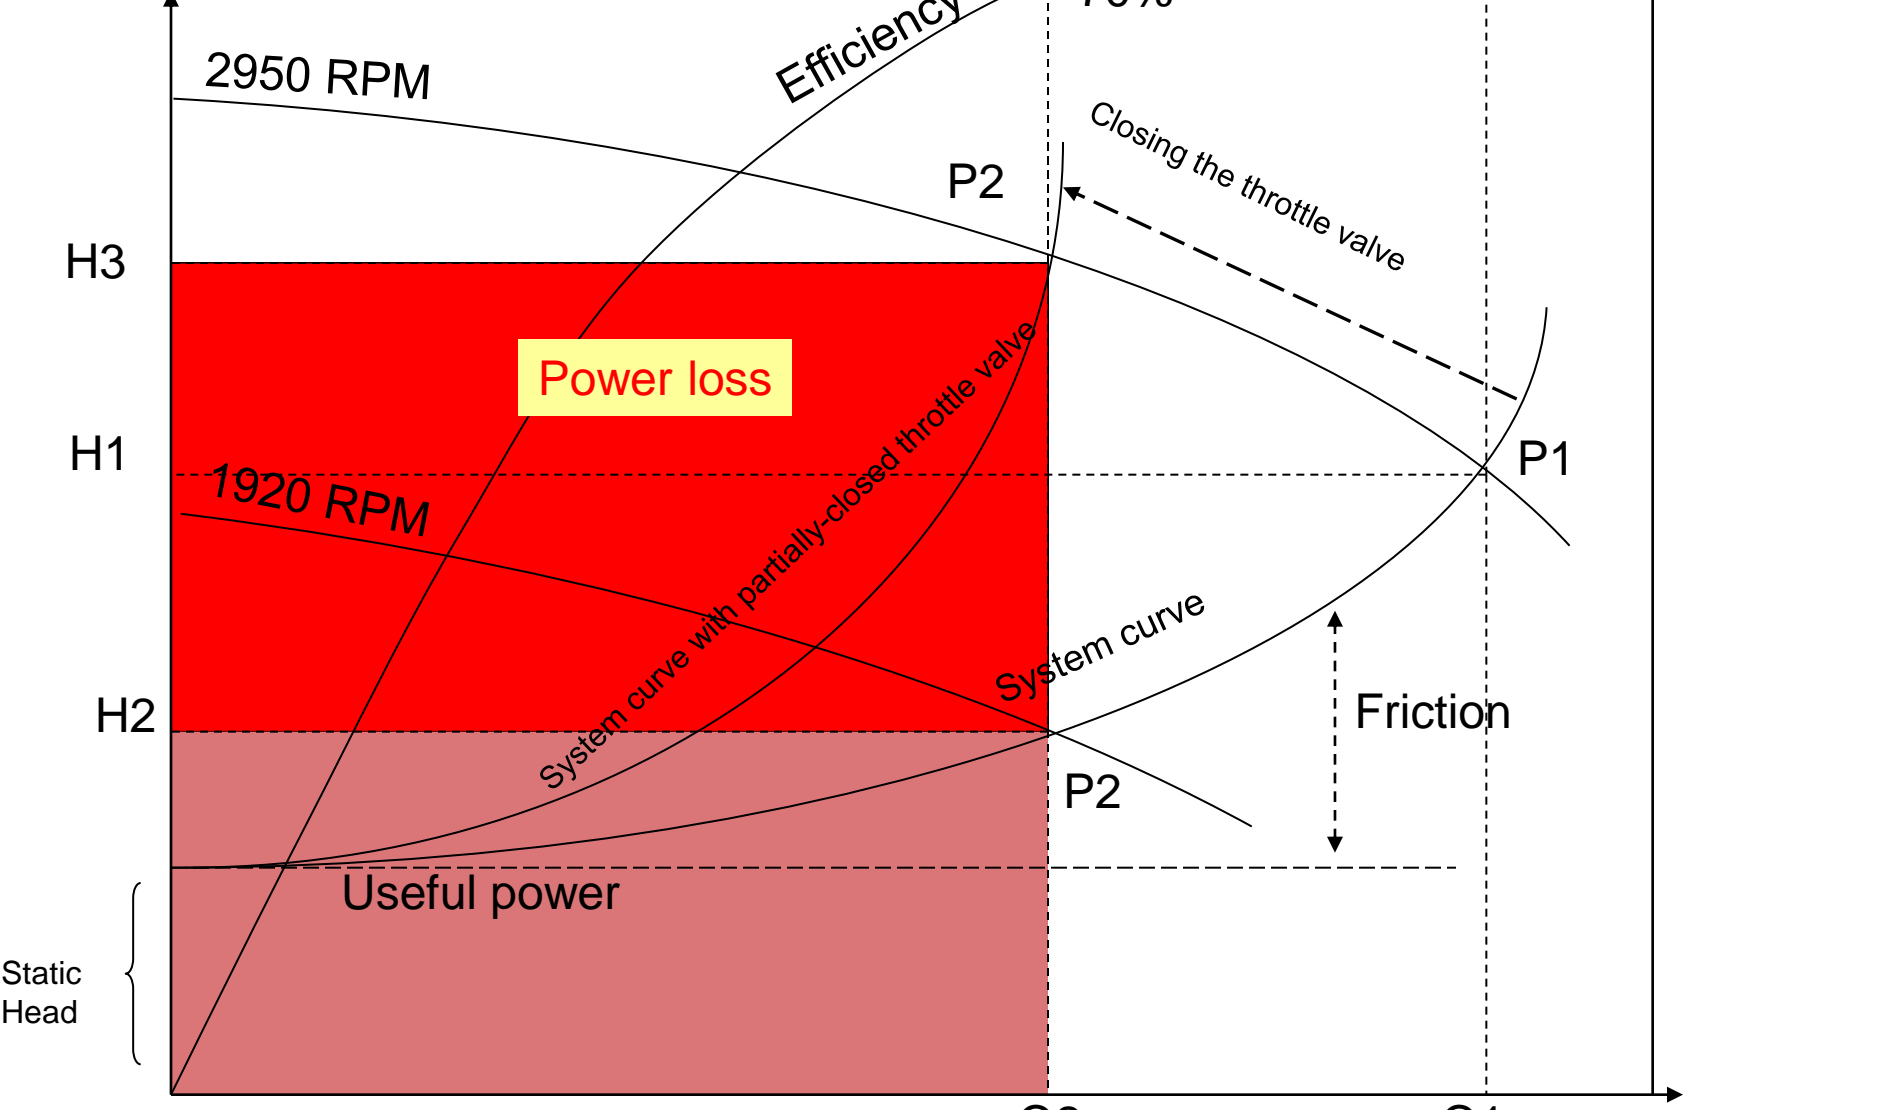 Efficiency
2950 RPM
Closing the throttle valve
P2
H3
Power loss
System curve with partially-closed throttle valve
H1
P1
1920 RPM
System curve
H2
Friction
P2
Useful power
Static
Head